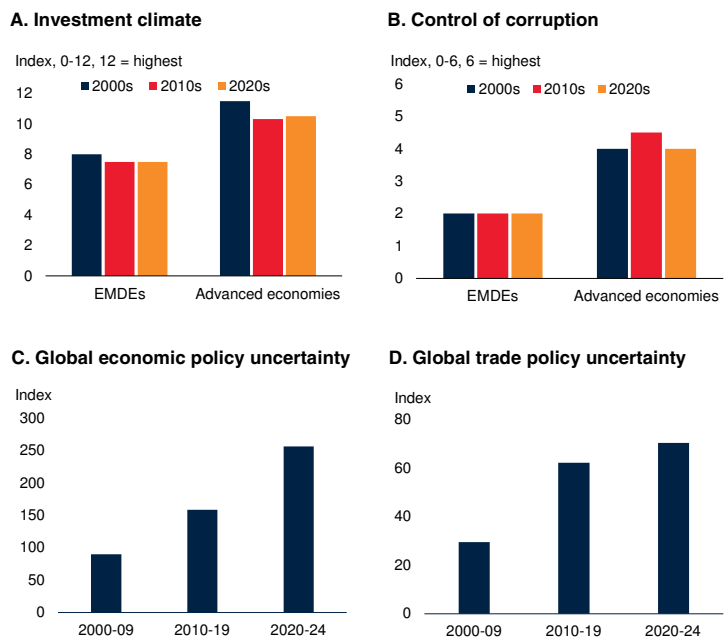 A. Investment climate
Index, 0-12, 12 = highest
2000s 2010s 2020s
12
10
8
6
4
2
0
EMDEs Advanced economies
B. Control of corruption
Index, 0-6, 6 = highest
2000s 2010s 2020s
6
5
4
3
2
1
0
EMDEs Advanced economies
C. Global economic policy uncertainty
Index
300
250
200
150
100
50
0
2000-09 2010-19 2020-24
D. Global trade policy uncertainty
Index
80
60
40
20
0
2000-09 2010-19 2020-24